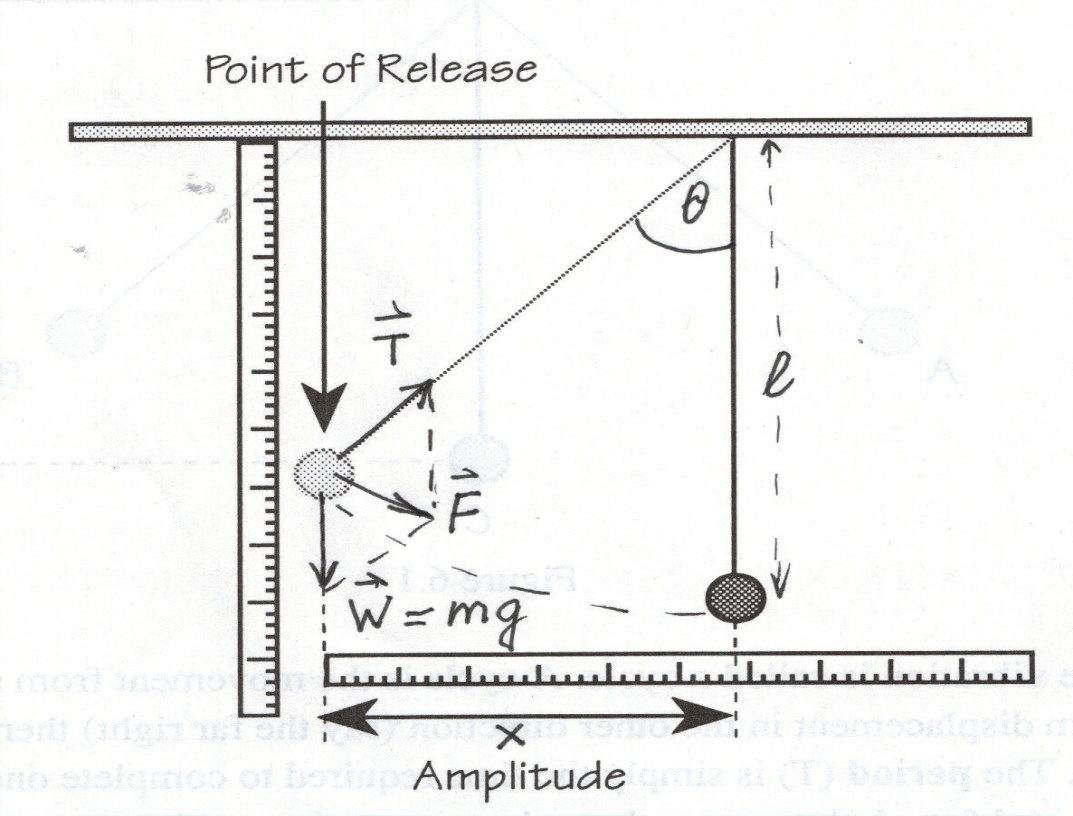 Point of Release
θ
T⃗
ℓ
F⃗
W⃗ = mg
x
Amplitude